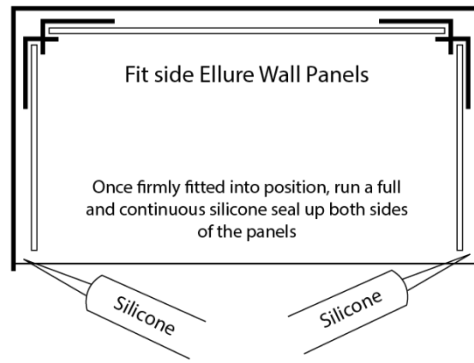 Fit side Ellure Wall Panels
Once firmly fitted into position, run a full
and continuous silicone seal up both sides
of the panels
Silicone
Silicone